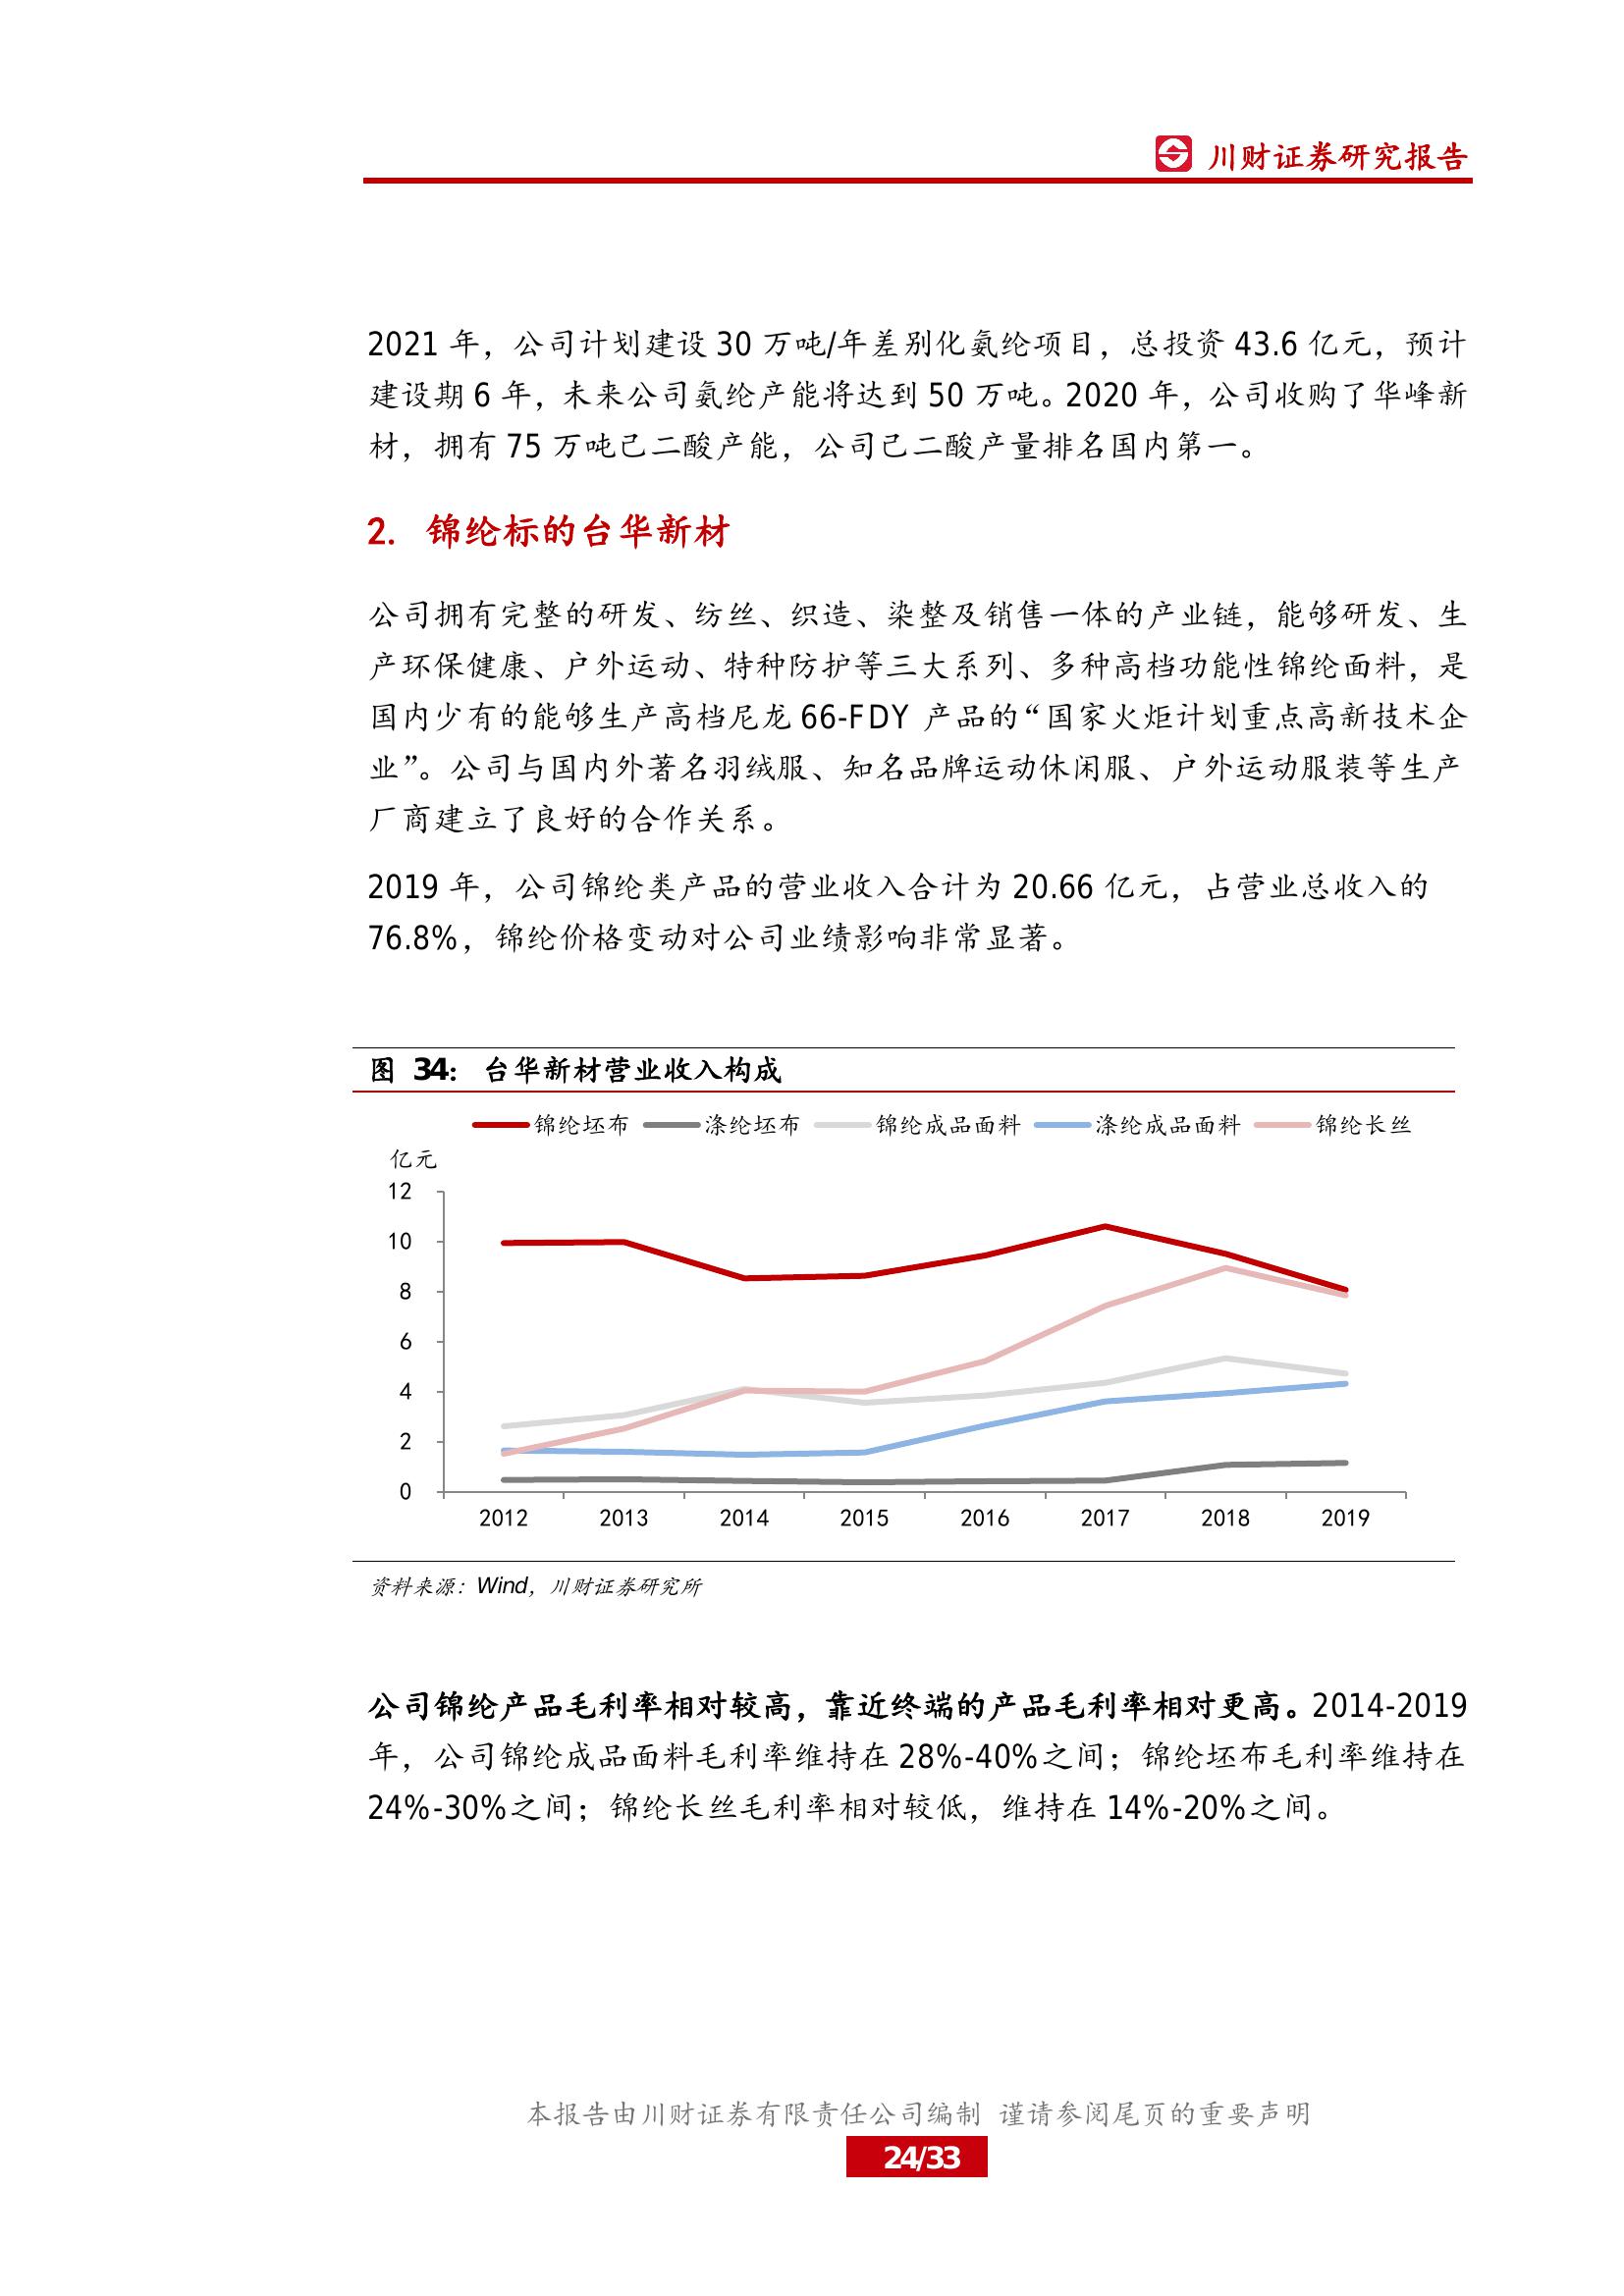 川财证券研究报告
2021 年，公司计划建设 30 万吨/年差别化氨纶项目，总投资 43.6 亿元，预计
建设期 6 年，未来公司氨纶产能将达到 50 万吨。2020 年，公司收购了华峰新
材，拥有 75 万吨己二酸产能，公司己二酸产量排名国内第一。
2. 锦纶标的台华新材
公司拥有完整的研发、纺丝、织造、染整及销售一体的产业链，能够研发、生
产环保健康、户外运动、特种防护等三大系列、多种高档功能性锦纶面料，是
国内少有的能够生产高档尼龙 66-FDY 产品的“国家火炬计划重点高新技术企
业”。公司与国内外著名羽绒服、知名品牌运动休闲服、户外运动服装等生产
厂商建立了良好的合作关系。
2019 年，公司锦纶类产品的营业收入合计为 20.66 亿元，占营业总收入的
76.8%，锦纶价格变动对公司业绩影响非常显著。
图 34： 台华新材营业收入构成
锦纶坯布 涤纶坯布 锦纶成品面料 涤纶成品面料 锦纶长丝
亿元
12
10
8
6
4
2
0
2012 2013 2014 2015 2016 2017 2018 2019
资料来源：Wind，川财证券研究所
公司锦纶产品毛利率相对较高，靠近终端的产品毛利率相对更高。2014-2019
年，公司锦纶成品面料毛利率维持在 28%-40%之间；锦纶坯布毛利率维持在
24%-30%之间；锦纶长丝毛利率相对较低，维持在 14%-20%之间。
本报告由川财证券有限责任公司编制 谨请参阅尾页的重要声明
24/33